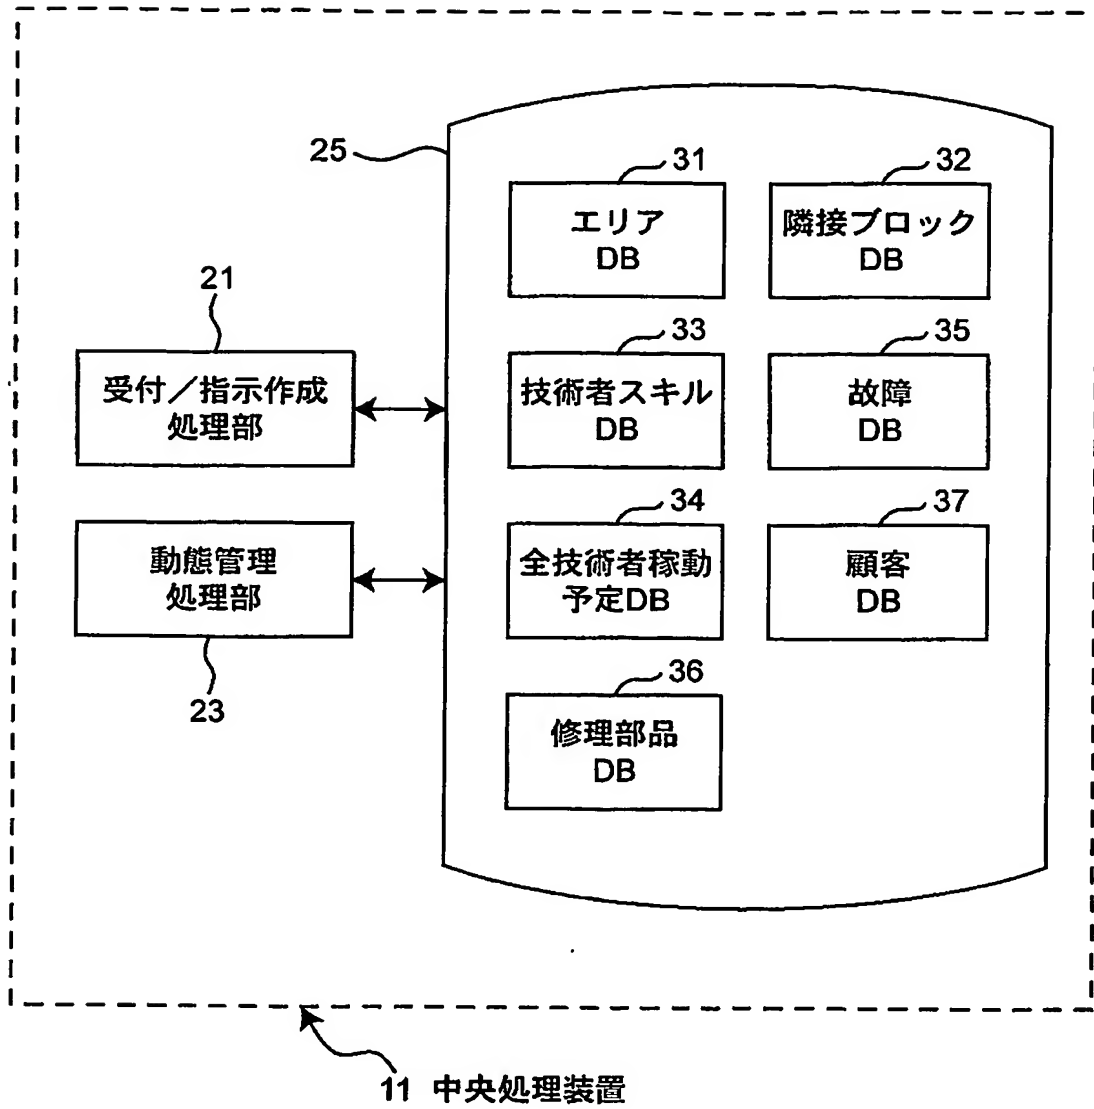 25
31
エリア
DB
32
隣接ブロック
DB
21
受付／指示作成
処理部
33
技術者スキル
DB
35
故障
DB
動態管理
処理部
23
34
全技術者稼動
予定DB
37
顧客
DB
36
修理部品
DB
11 中央処理装置